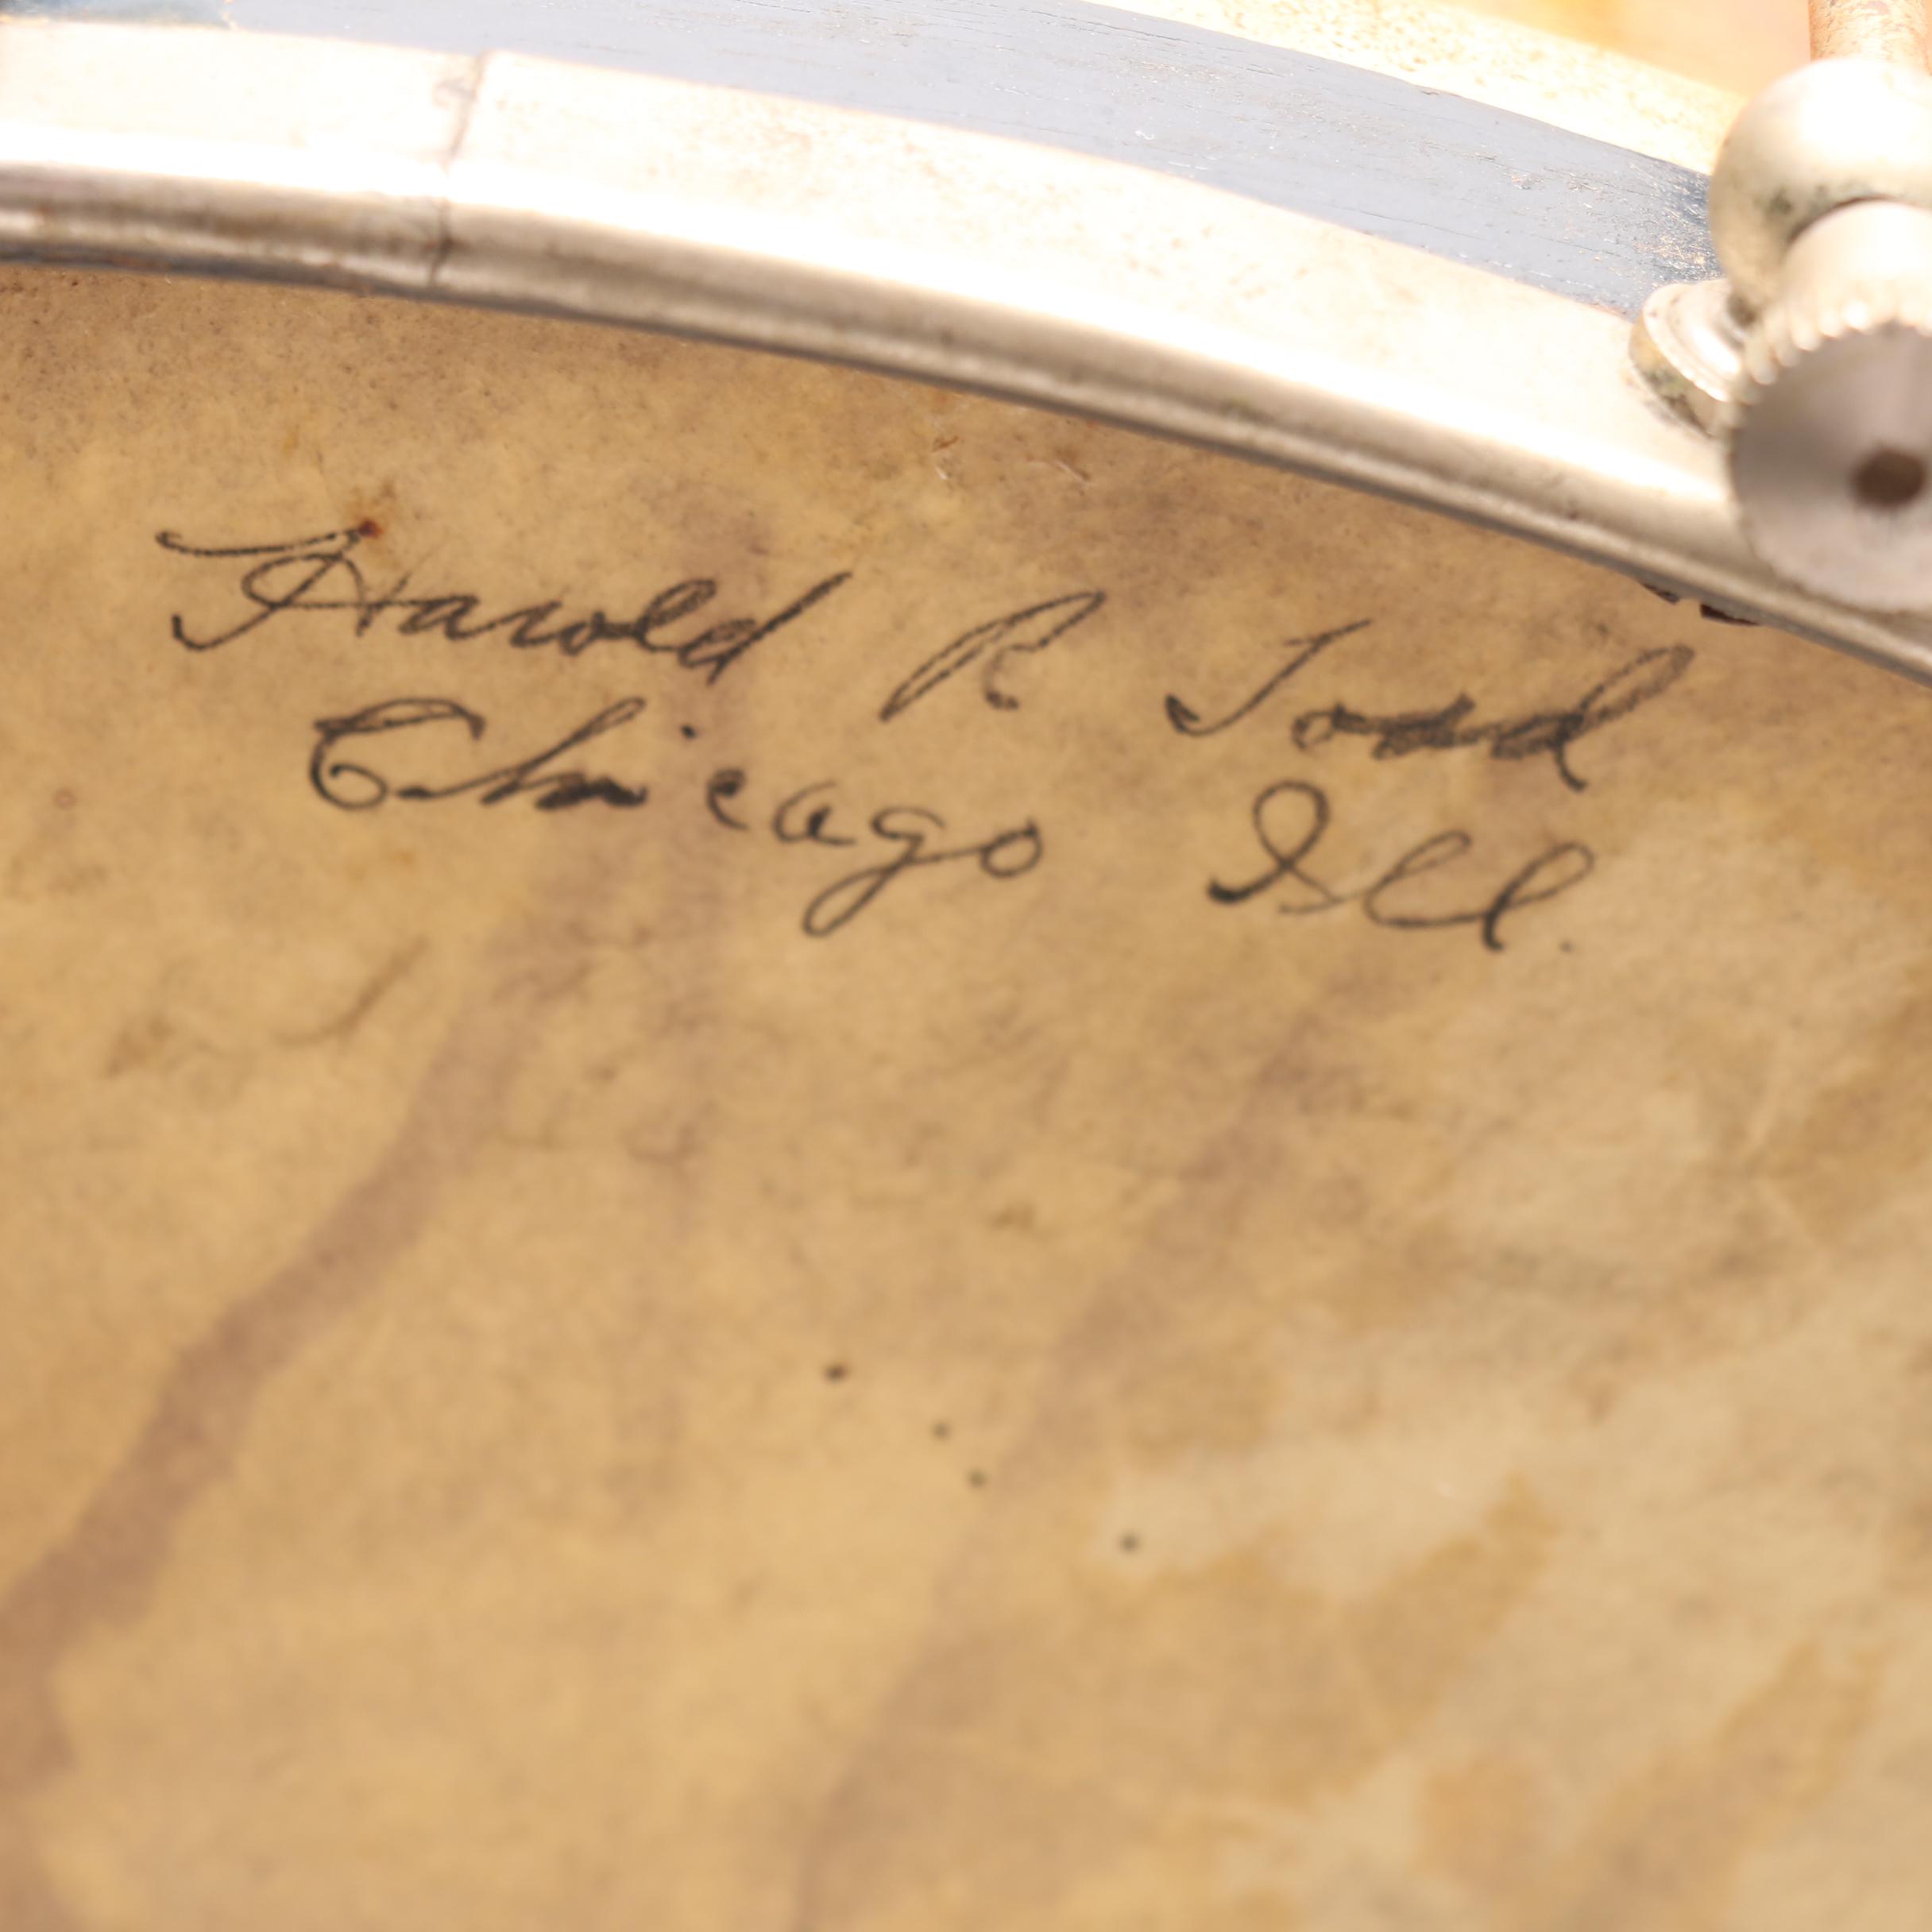 Harold R Todd
Chicago Ill.